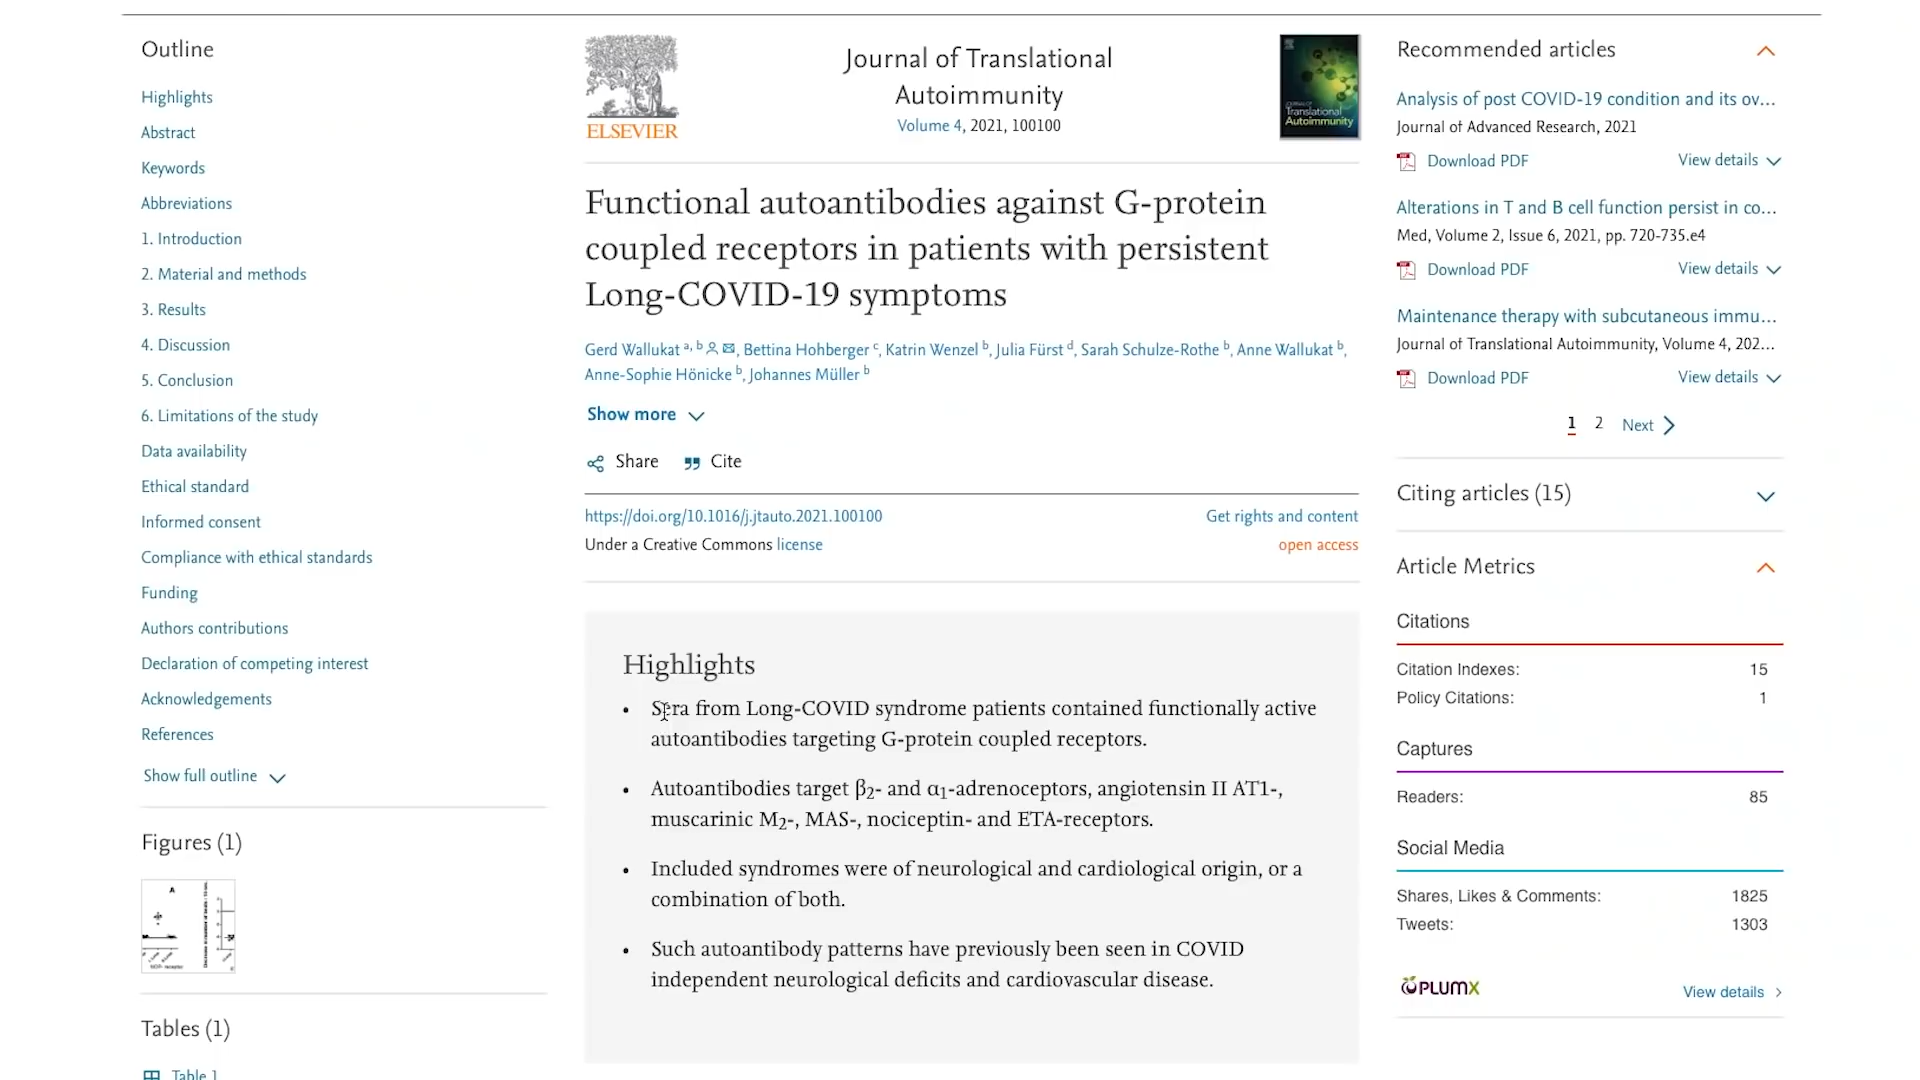 Outline
Highlights
Abstract
Keywords
Abbreviations
1. Introduction
2. Material and methods
3. Results
4. Discussion
5. Conclusion
6. Limitations of the study
Data availability
Ethical standard
Informed consent
Compliance with ethical standards
Funding
Authors contributions
Declaration of competing interest
Acknowledgements
References
Show full outline
Figures (1)
A
Tables (1)
Table 1
ELSEVIER
Journal of Translational
Autoimmunity
Volume 4, 2021, 100100
Journal of
Translational
Autoimmunity
Functional autoantibodies against G-protein
coupled receptors in patients with persistent
Long-COVID-19 symptoms
Gerd Wallukat a, b, Bettina Hohberger c, Katrin Wenzel b, Julia Fürst d, Sarah Schulze-Rothe b, Anne Wallukat b,
Anne-Sophie Hönicke b, Johannes Müller b
Show more
Share Cite
https://doi.org/10.1016/j.jtauto.2021.100100 Get rights and content
Under a Creative Commons license open access
Highlights
• Sera from Long-COVID syndrome patients contained functionally active
autoantibodies targeting G-protein coupled receptors.
• Autoantibodies target β2- and α1-adrenoceptors, angiotensin II AT1-,
muscarinic M2-, MAS-, nociceptin- and ETA-receptors.
• Included syndromes were of neurological and cardiological origin, or a
combination of both.
• Such autoantibody patterns have previously been seen in COVID
independent neurological deficits and cardiovascular disease.
Recommended articles
Analysis of post COVID-19 condition and its ov...
Journal of Advanced Research, 2021
Download PDF View details
Alterations in T and B cell function persist in co...
Med, Volume 2, Issue 6, 2021, pp. 720-735.e4
Download PDF View details
Maintenance therapy with subcutaneous immu...
Journal of Translational Autoimmunity, Volume 4, 202...
Download PDF View details
1 2 Next
Citing articles (15)
Article Metrics
Citations
Citation Indexes: 15
Policy Citations: 1
Captures
Readers: 85
Social Media
Shares, Likes & Comments: 1825
Tweets: 1303
PLUMX View details